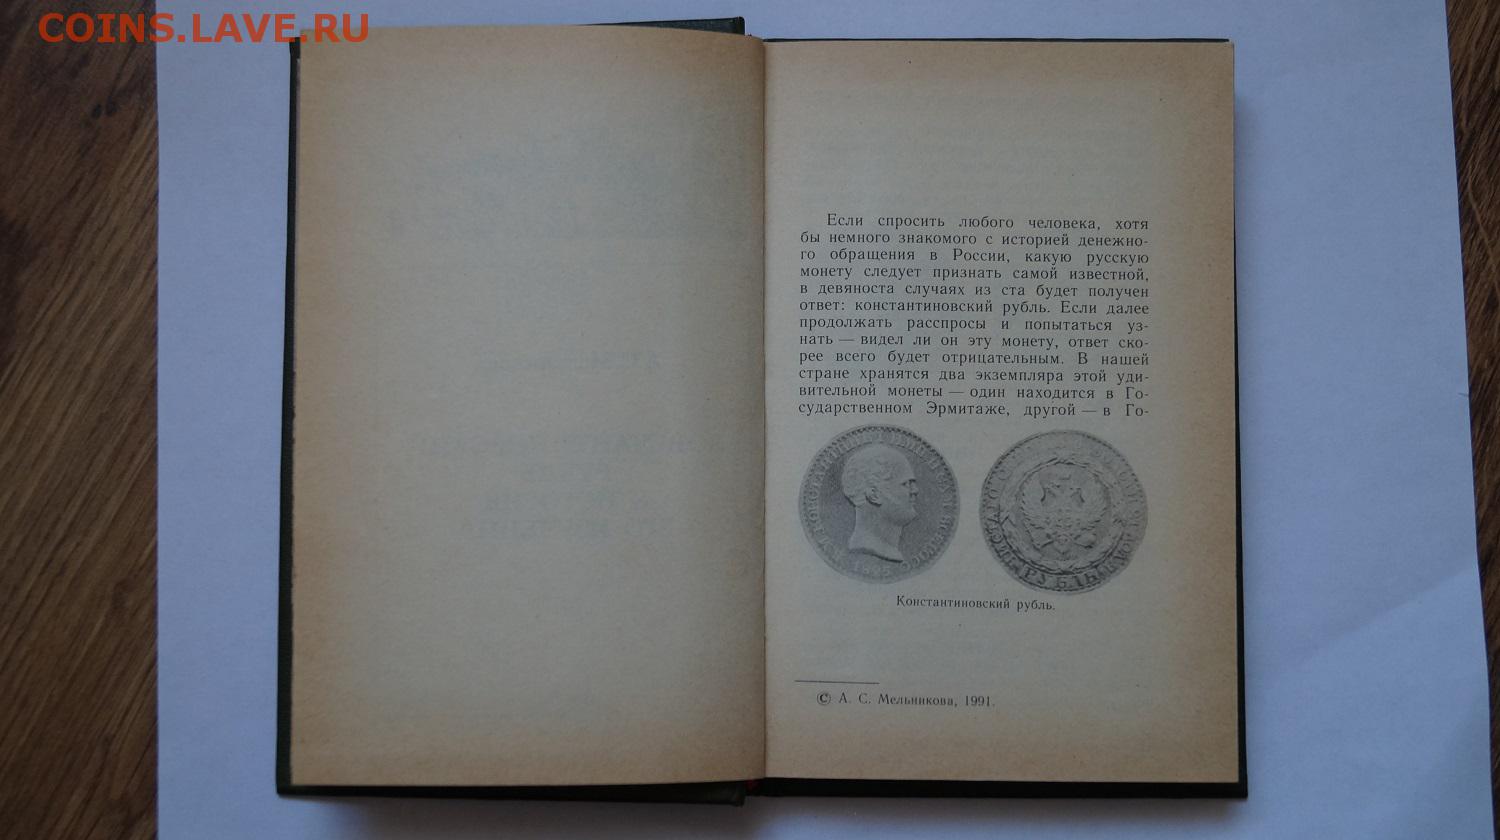 COINS.LAVE.RU
Если спросить любого человека, хотя
бы немного знакомого с историей денежно-
го обращения в России, какую русскую
монету следует признать самой известной,
в девяноста случаях из ста будет получен
ответ: константиновский рубль. Если далее
продолжать расспросы и попытаться уз-
нать — видел ли он эту монету, ответ ско-
рее всего будет отрицательным. В нашей
стране хранятся два экземпляра этой уди-
вительной монеты — один находится в Го-
сударственном Эрмитаже, другой — в Го-
1825
РУБЛЬ
Константиновский рубль.
© А. С. Мельникова, 1991.